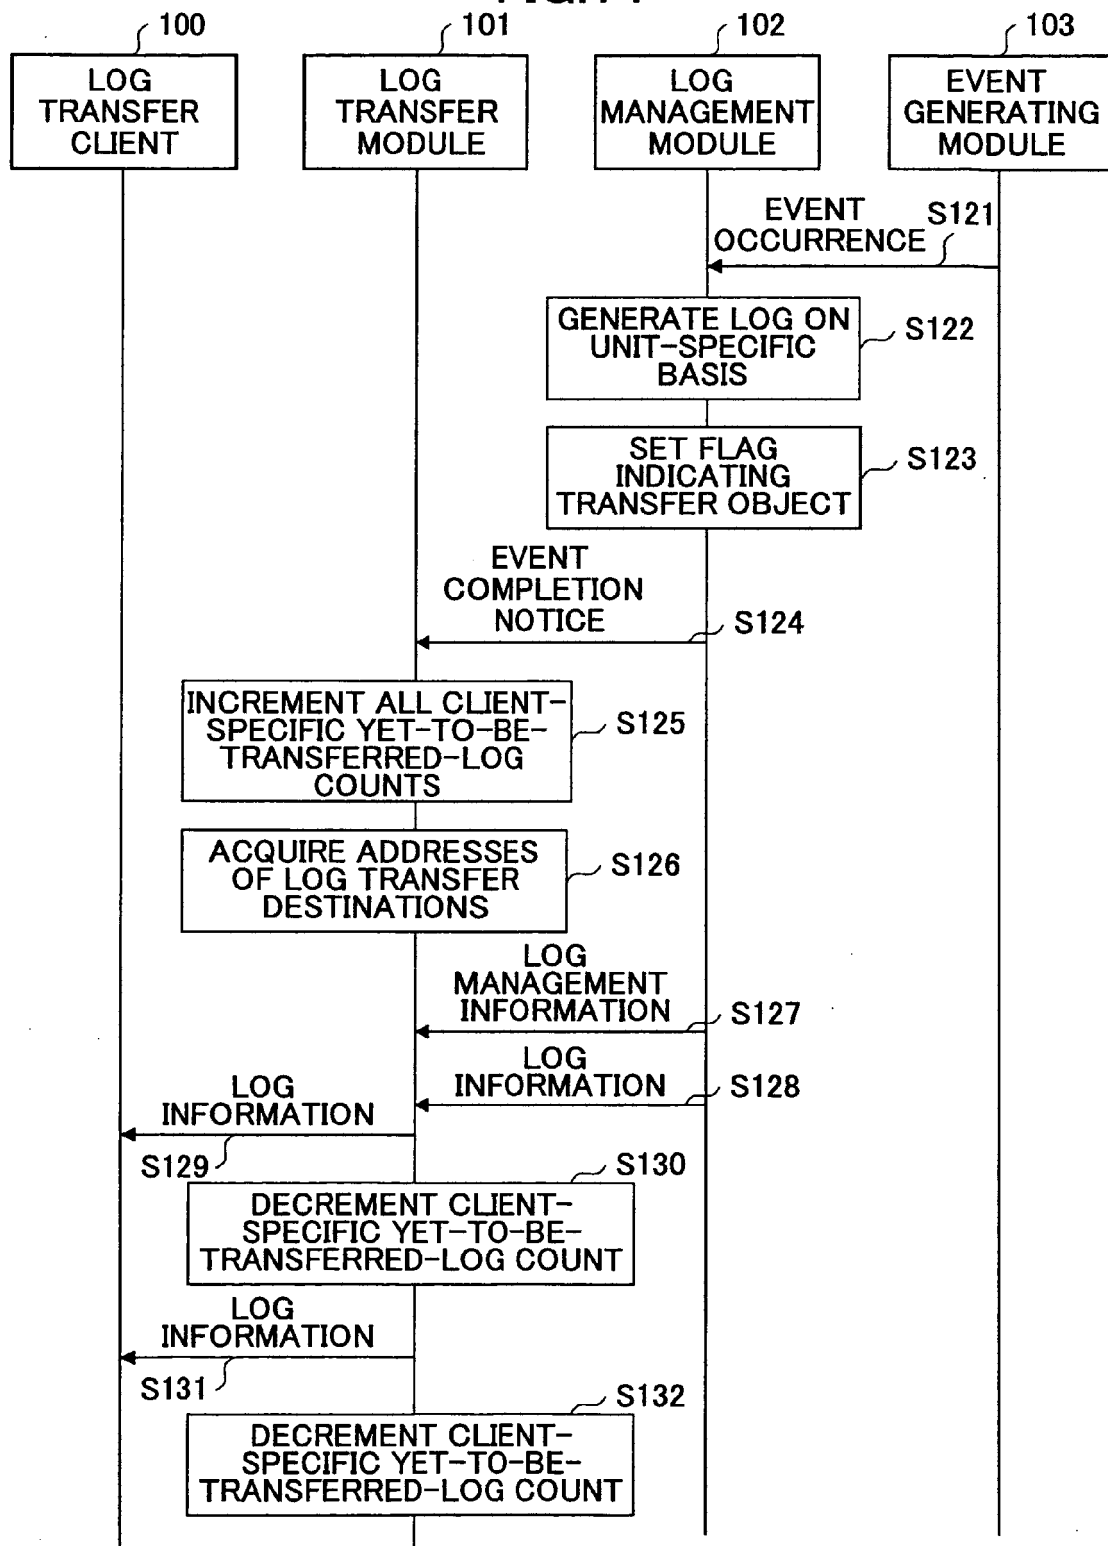 100
101
102
103
LOG
TRANSFER
CLIENT
LOG
TRANSFER
MODULE
LOG
MANAGEMENT
MODULE
EVENT
GENERATING
MODULE
EVENT
OCCURRENCE
S121
GENERATE LOG ON
UNIT-SPECIFIC
BASIS
S122
SET FLAG
INDICATING
TRANSFER OBJECT
S123
EVENT
COMPLETION
NOTICE
S124
INCREMENT ALL CLIENT-
SPECIFIC YET-TO-BE-
TRANSFERRED-LOG
COUNTS
S125
ACQUIRE ADDRESSES
OF LOG TRANSFER
DESTINATIONS
S126
LOG
MANAGEMENT
INFORMATION
S127
LOG
INFORMATION
S128
LOG
INFORMATION
S129
S130
DECREMENT CLIENT-
SPECIFIC YET-TO-BE-
TRANSFERRED-LOG COUNT
LOG
INFORMATION
S131
S132
DECREMENT CLIENT-
SPECIFIC YET-TO-BE-
TRANSFERRED-LOG COUNT